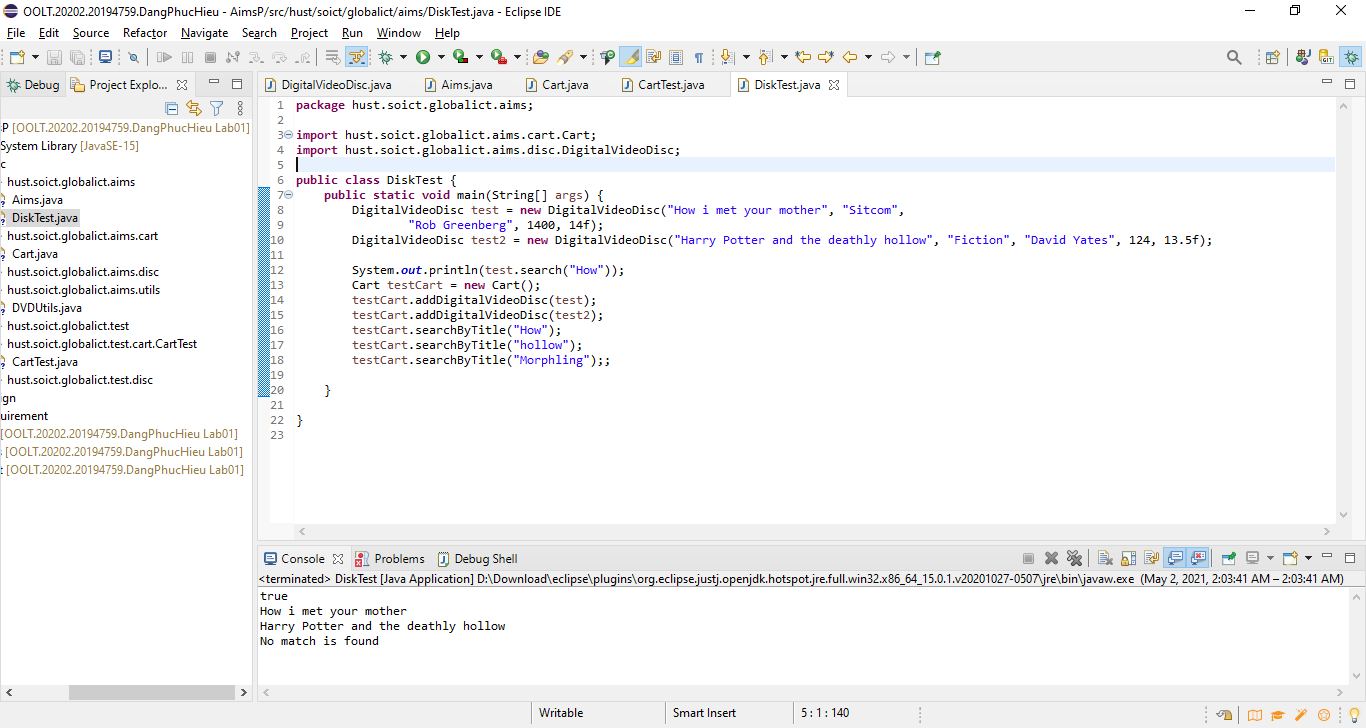 OOLT.20202.20194759.DangPhucHieu - AimsP/src/hust/soict/globalict/aims/DiskTest.java - Eclipse IDE
File Edit Source Refactor Navigate Search Project Run Window Help
Debug Project Explo...
P [OOLT.20202.20194759.DangPhucHieu Lab01]
System Library [JavaSE-15]
c
hust.soict.globalict.aims
Aims.java
DiskTest.java
hust.soict.globalict.aims.cart
Cart.java
hust.soict.globalict.aims.disc
hust.soict.globalict.aims.utils
DVDUtils.java
hust.soict.globalict.test
hust.soict.globalict.test.cart.CartTest
CartTest.java
hust.soict.globalict.test.disc
gn
uirement
[OOLT.20202.20194759.DangPhucHieu Lab01]
s [OOLT.20202.20194759.DangPhucHieu Lab01]
t [OOLT.20202.20194759.DangPhucHieu Lab01]
DigitalVideoDisc.java Aims.java Cart.java CartTest.java DiskTest.java
1 package hust.soict.globalict.aims;
2
3 import hust.soict.globalict.aims.cart.Cart;
4 import hust.soict.globalict.aims.disc.DigitalVideoDisc;
5
6 public class DiskTest {
7 public static void main(String[] args) {
8 DigitalVideoDisc test = new DigitalVideoDisc("How i met your mother", "Sitcom",
9 "Rob Greenberg", 1400, 14f);
10 DigitalVideoDisc test2 = new DigitalVideoDisc("Harry Potter and the deathly hollow", "Fiction", "David Yates", 124, 13.5f);
11
12 System.out.println(test.search("How"));
13 Cart testCart = new Cart();
14 testCart.addDigitalVideoDisc(test);
15 testCart.addDigitalVideoDisc(test2);
16 testCart.searchByTitle("How");
17 testCart.searchByTitle("hollow");
18 testCart.searchByTitle("Morphling");;
19
20 }
21
22 }
23
Console Problems Debug Shell
<terminated> DiskTest [Java Application] D:\Download\eclipse\plugins\org.eclipse.justj.openjdk.hotspot.jre.full.win32.x86_64_15.0.1.v20201027-0507\jre\bin\javaw.exe (May 2, 2021, 2:03:41 AM – 2:03:41 AM)
true
How i met your mother
Harry Potter and the deathly hollow
No match is found
Writable Smart Insert 5 : 1 : 140